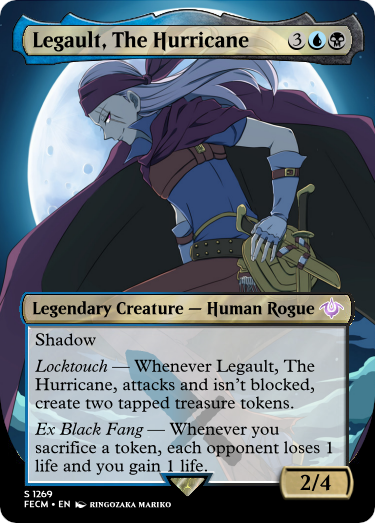 Legault, The Hurricane 3
Legendary Creature — Human Rogue
Shadow
Locktouch — Whenever Legault, The
Hurricane, attacks and isn't blocked,
create two tapped treasure tokens.
Ex Black Fang — Whenever you
sacrifice a token, each opponent loses 1
life and you gain 1 life.
2/4
S 1269
FECM • EN RINGOZAKA MARIKO